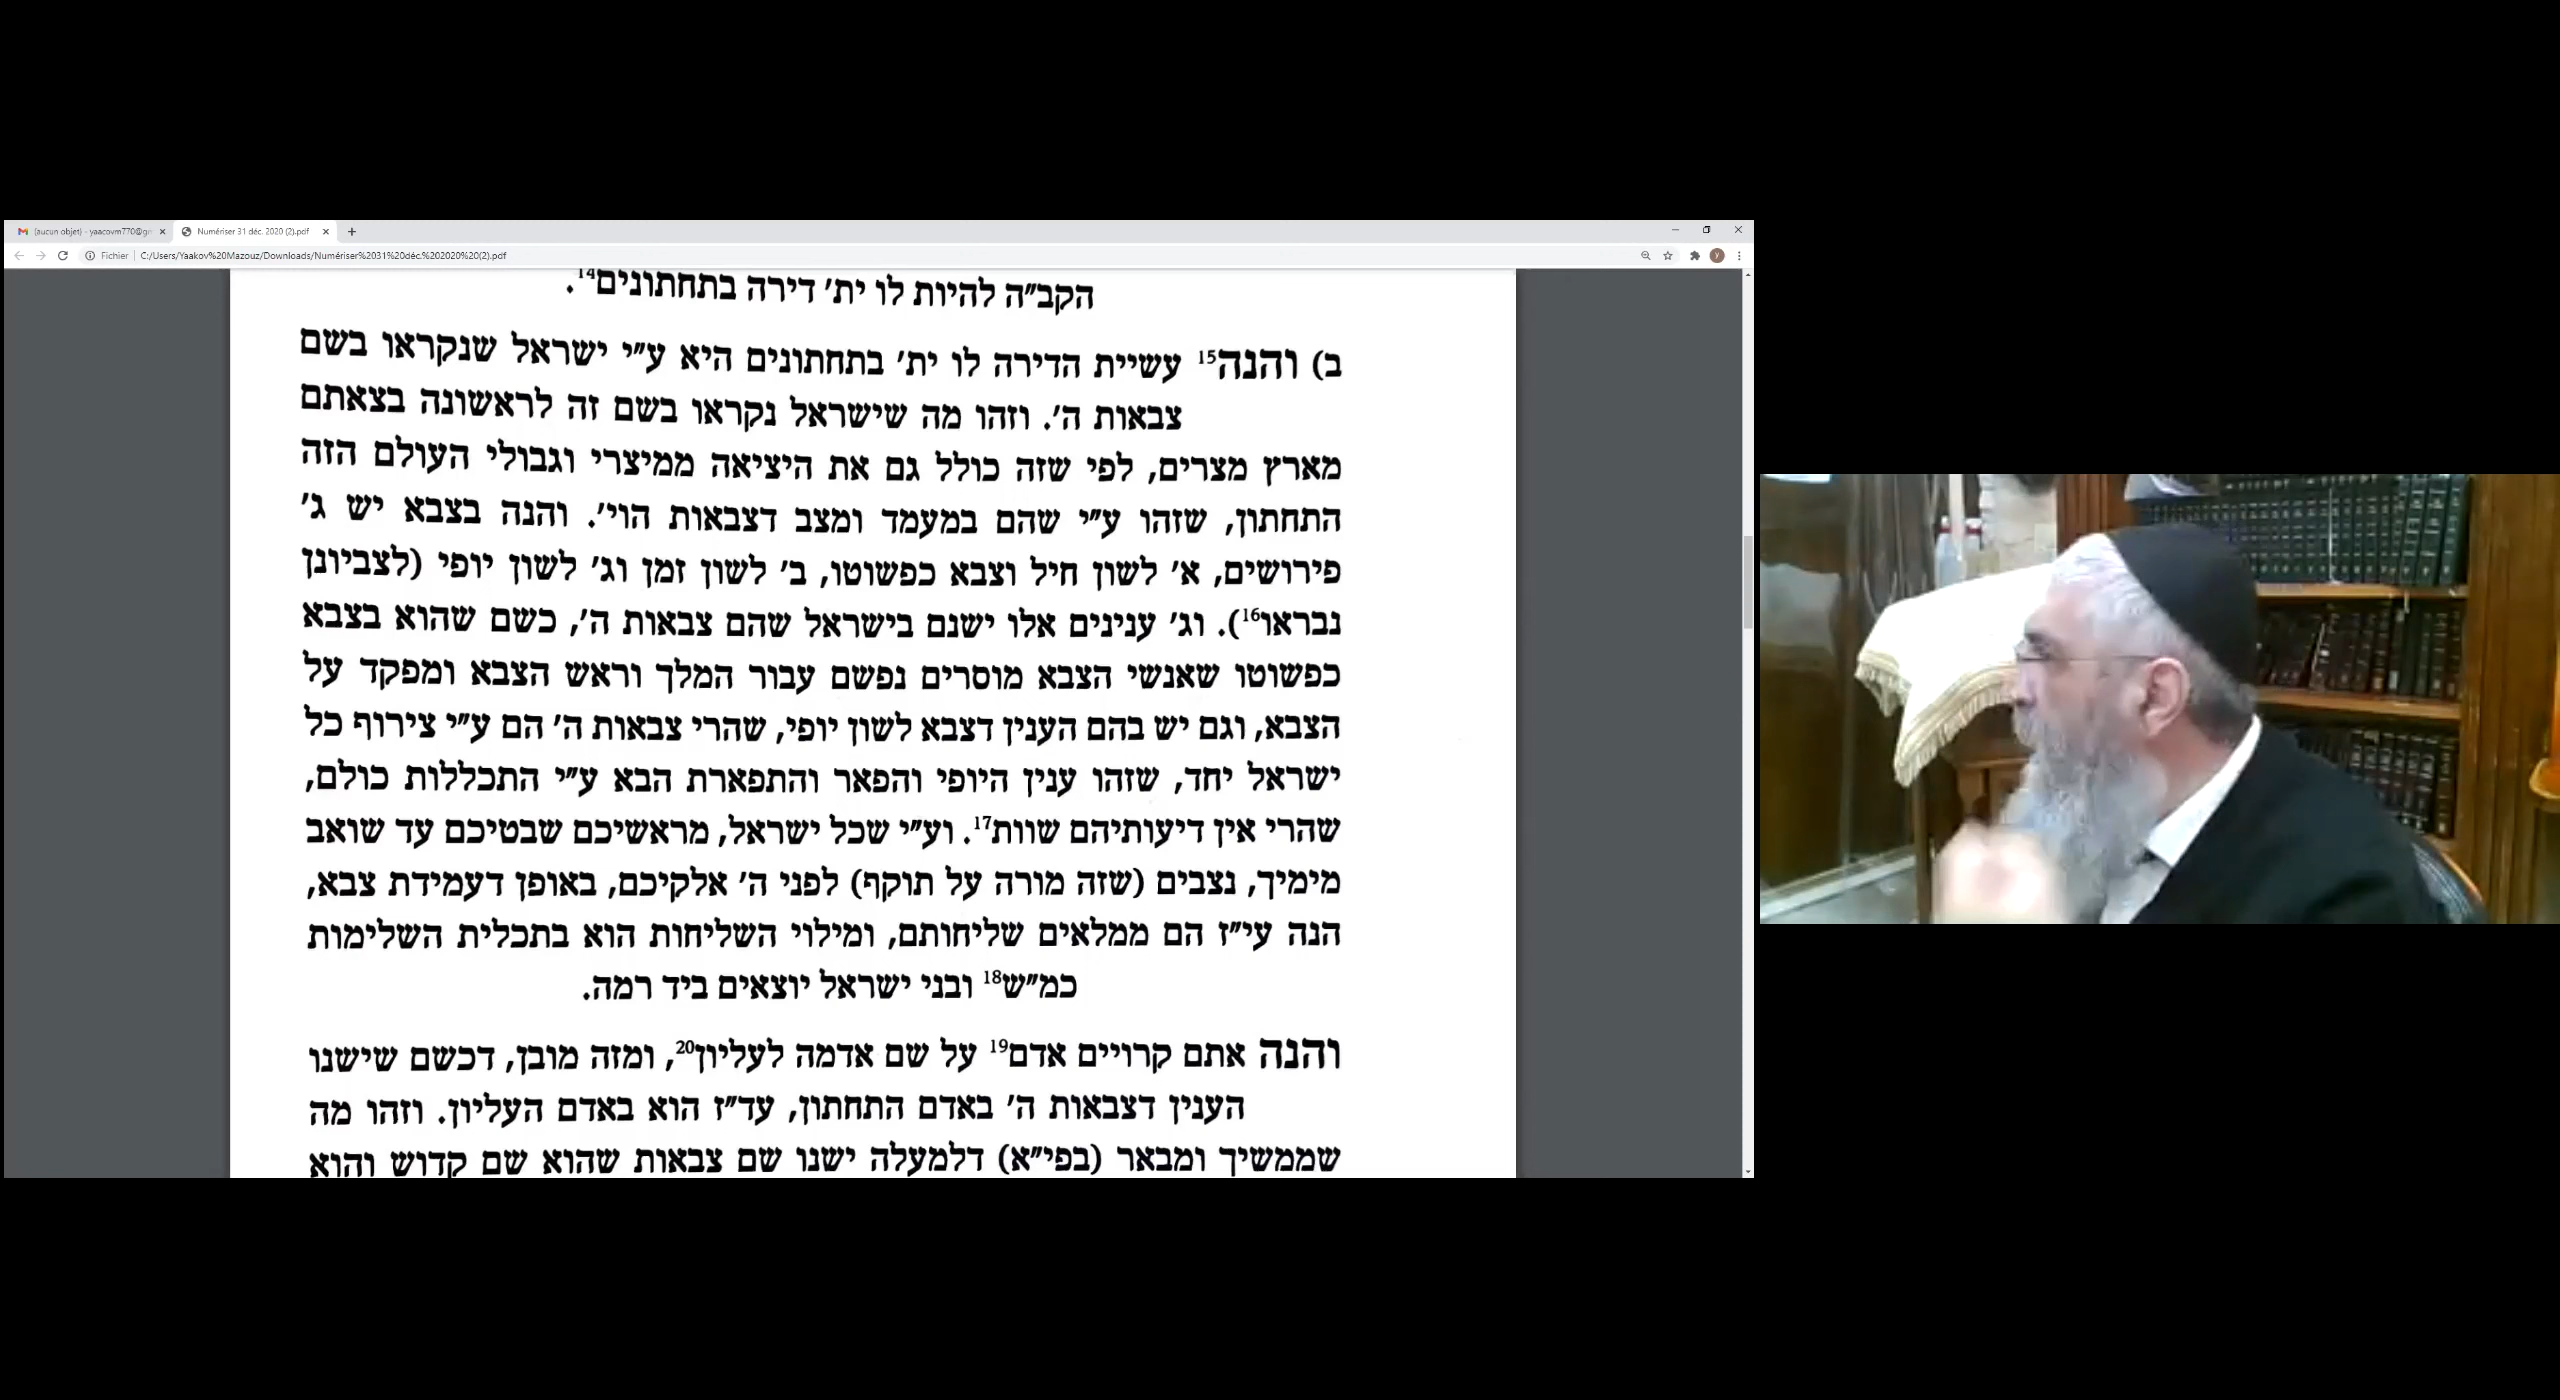 (aucun objet) - yaacovm770@gm
Numériser 31 déc. 2020 (2).pdf
Fichier
C:/Users/Yaakov%20Mazouz/Downloads/Numériser%2031%20déc.%202020%20(2).pdf
הקב"ה להיות לו ית' דירה בתחתונים14.
ב) והנה15 עשיית הדירה לו ית' בתחתונים היא ע"י ישראל שנקראו בשם
צבאות ה'. וזהו מה שישראל נקראו בשם זה לראשונה בצאתם
מארץ מצרים, לפי שזה כולל גם את היציאה ממיצרי וגבולי העולם הזה
התחתון, שזהו ע"י שהם במעמד ומצב דצבאות הוי'. והנה בצבא יש ג'
פירושים, א' לשון חיל וצבא כפשוטו, ב' לשון זמן וג' לשון יופי (לצביונן
נבראו16). וג' ענינים אלו ישנם בישראל שהם צבאות ה', כשם שהוא בצבא
כפשוטו שאנשי הצבא מוסרים נפשם עבור המלך וראש הצבא ומפקד על
הצבא, וגם יש בהם הענין דצבא לשון יופי, שהרי צבאות ה' הם ע"י צירוף כל
ישראל יחד, שזהו ענין היופי והפאר והתפארת הבא ע"י התכללות כולם,
שהרי אין דיעותיהם שוות17. וע"י שכל ישראל, מראשיכם שבטיכם עד שואב
מימיך, נצבים (שזה מורה על תוקף) לפני ה' אלקיכם, באופן דעמידת צבא,
הנה עי"ז הם ממלאים שליחותם, ומילוי השליחות הוא בתכלית השלימות
כמ"ש18 ובני ישראל יוצאים ביד רמה.
והנה אתם קרויים אדם19 על שם אדמה לעליון20, ומזה מובן, דכשם שישנו
הענין דצבאות ה' באדם התחתון, עד"ז הוא באדם העליון. וזהו מה
שממשיך ומבאר (בפי"א) דלמעלה ישנו שם צבאות שהוא שם קדוש והוא